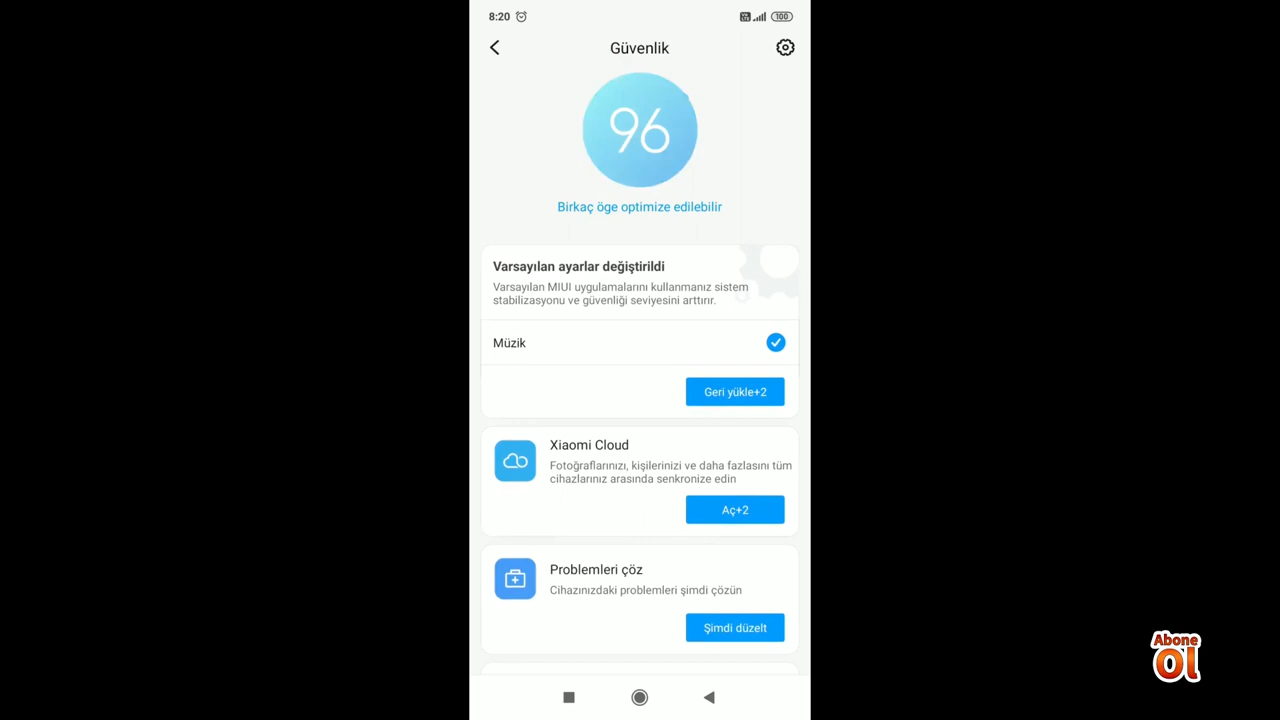 8:20
100
Güvenlik
96
Birkaç öge optimize edilebilir
Varsayılan ayarlar değiştirildi
Varsayılan MIUI uygulamalarını kullanmanız sistem
stabilizasyonu ve güvenliği seviyesini arttırır.
Müzik
Geri yükle+2
Xiaomi Cloud
Fotoğraflarınızı, kişilerinizi ve daha fazlasını tüm
cihazlarınız arasında senkronize edin
Aç+2
Problemleri çöz
Cihazınızdaki problemleri şimdi çözün
Şimdi düzelt
Abone
Ol